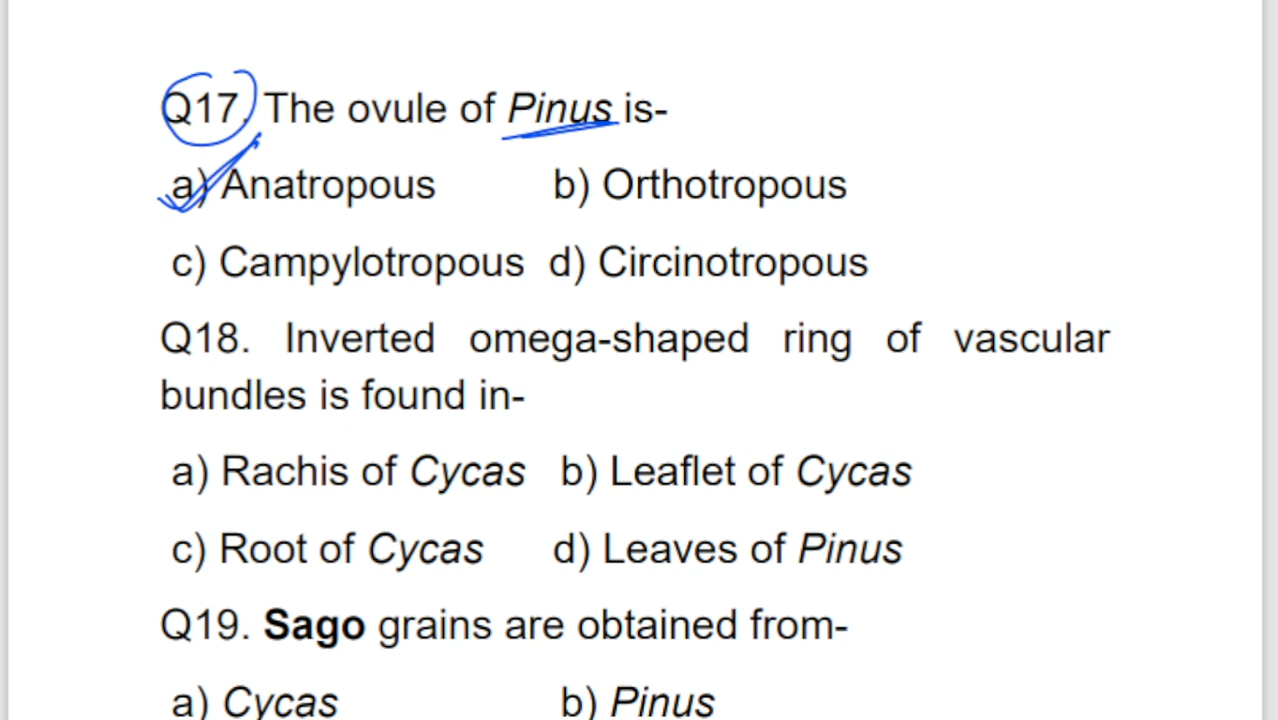 Q17. The ovule of Pinus is-
a) Anatropous b) Orthotropous
c) Campylotropous d) Circinotropous
Q18. Inverted omega-shaped ring of vascular
bundles is found in-
a) Rachis of Cycas b) Leaflet of Cycas
c) Root of Cycas d) Leaves of Pinus
Q19. Sago grains are obtained from-
a) Cycas b) Pinus